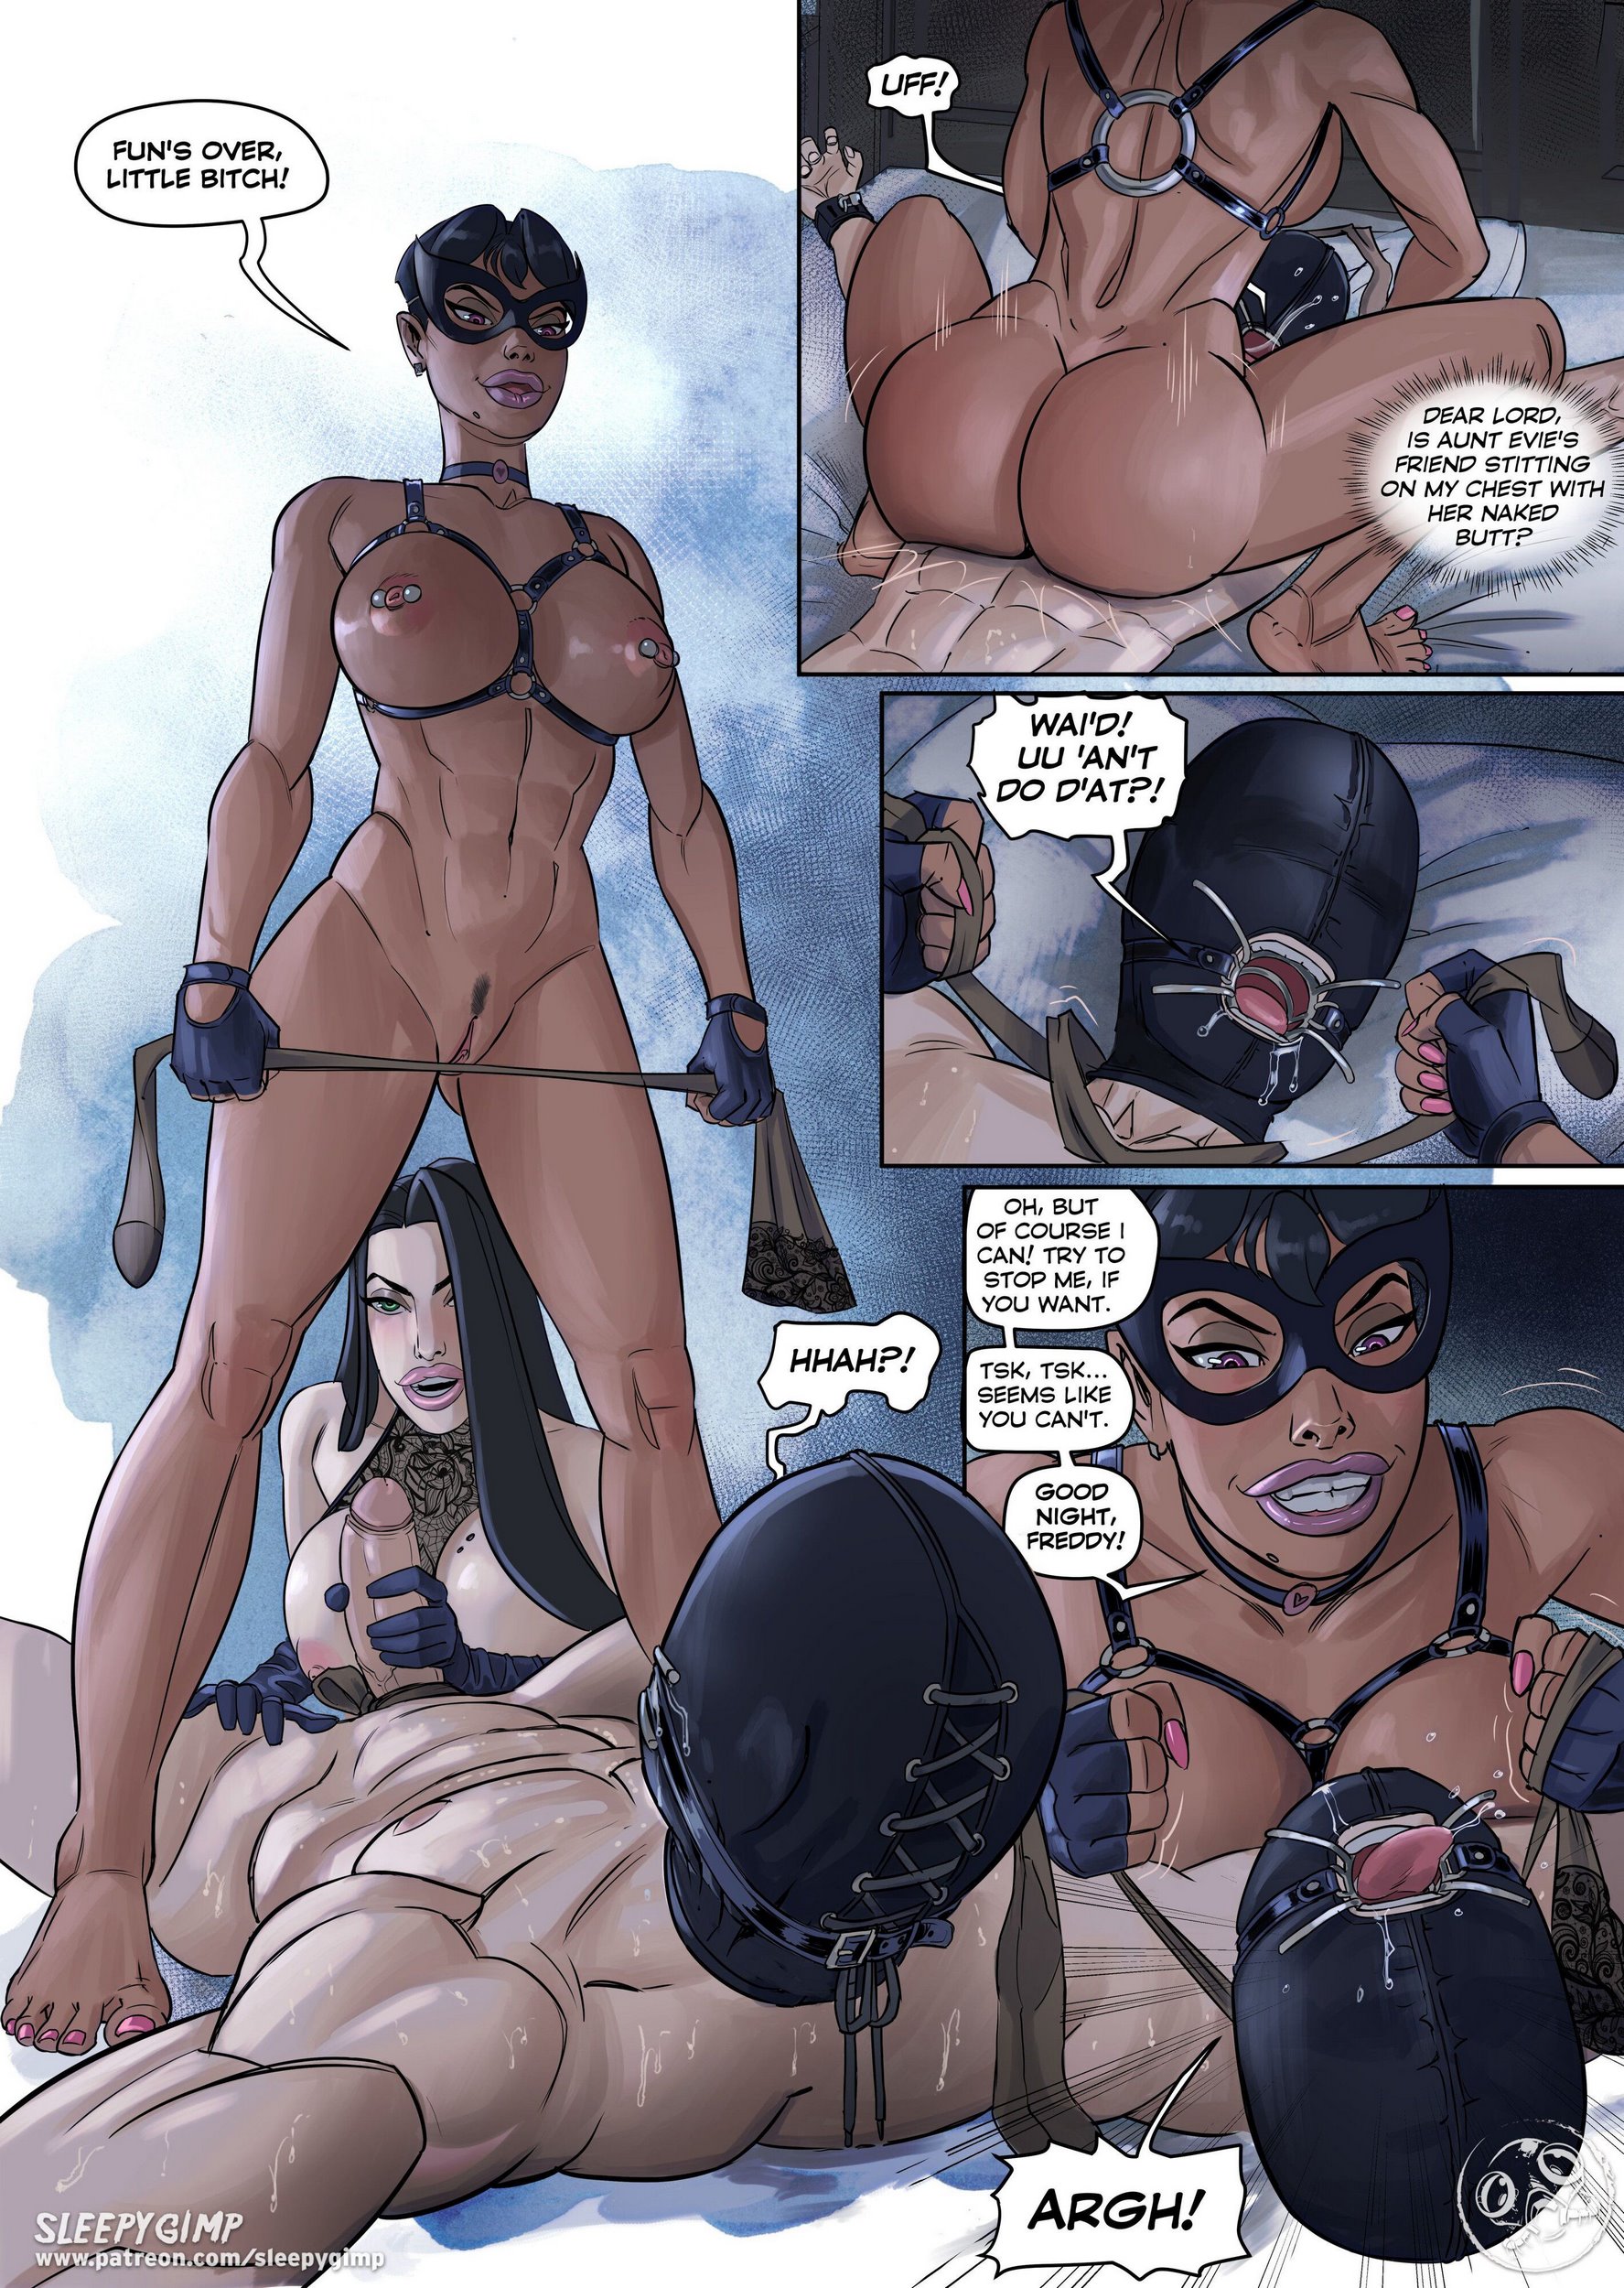 FUN'S OVER,
LITTLE BITCH!
UFF!
DEAR LORD,
IS AUNT EVIE'S
FRIEND STITTING
ON MY CHEST WITH
HER NAKED
BUTT?
WAI'D!
UU 'AN'T
DO D'AT?!
HHAH?!
OH, BUT
OF COURSE I
CAN! TRY TO
STOP ME, IF
YOU WANT.
TSK, TSK...
SEEMS LIKE
YOU CAN'T.
GOOD
NIGHT,
FREDDY!
ARGH!
SLEEPYGIMP
www.patreon.com/sleepygimp